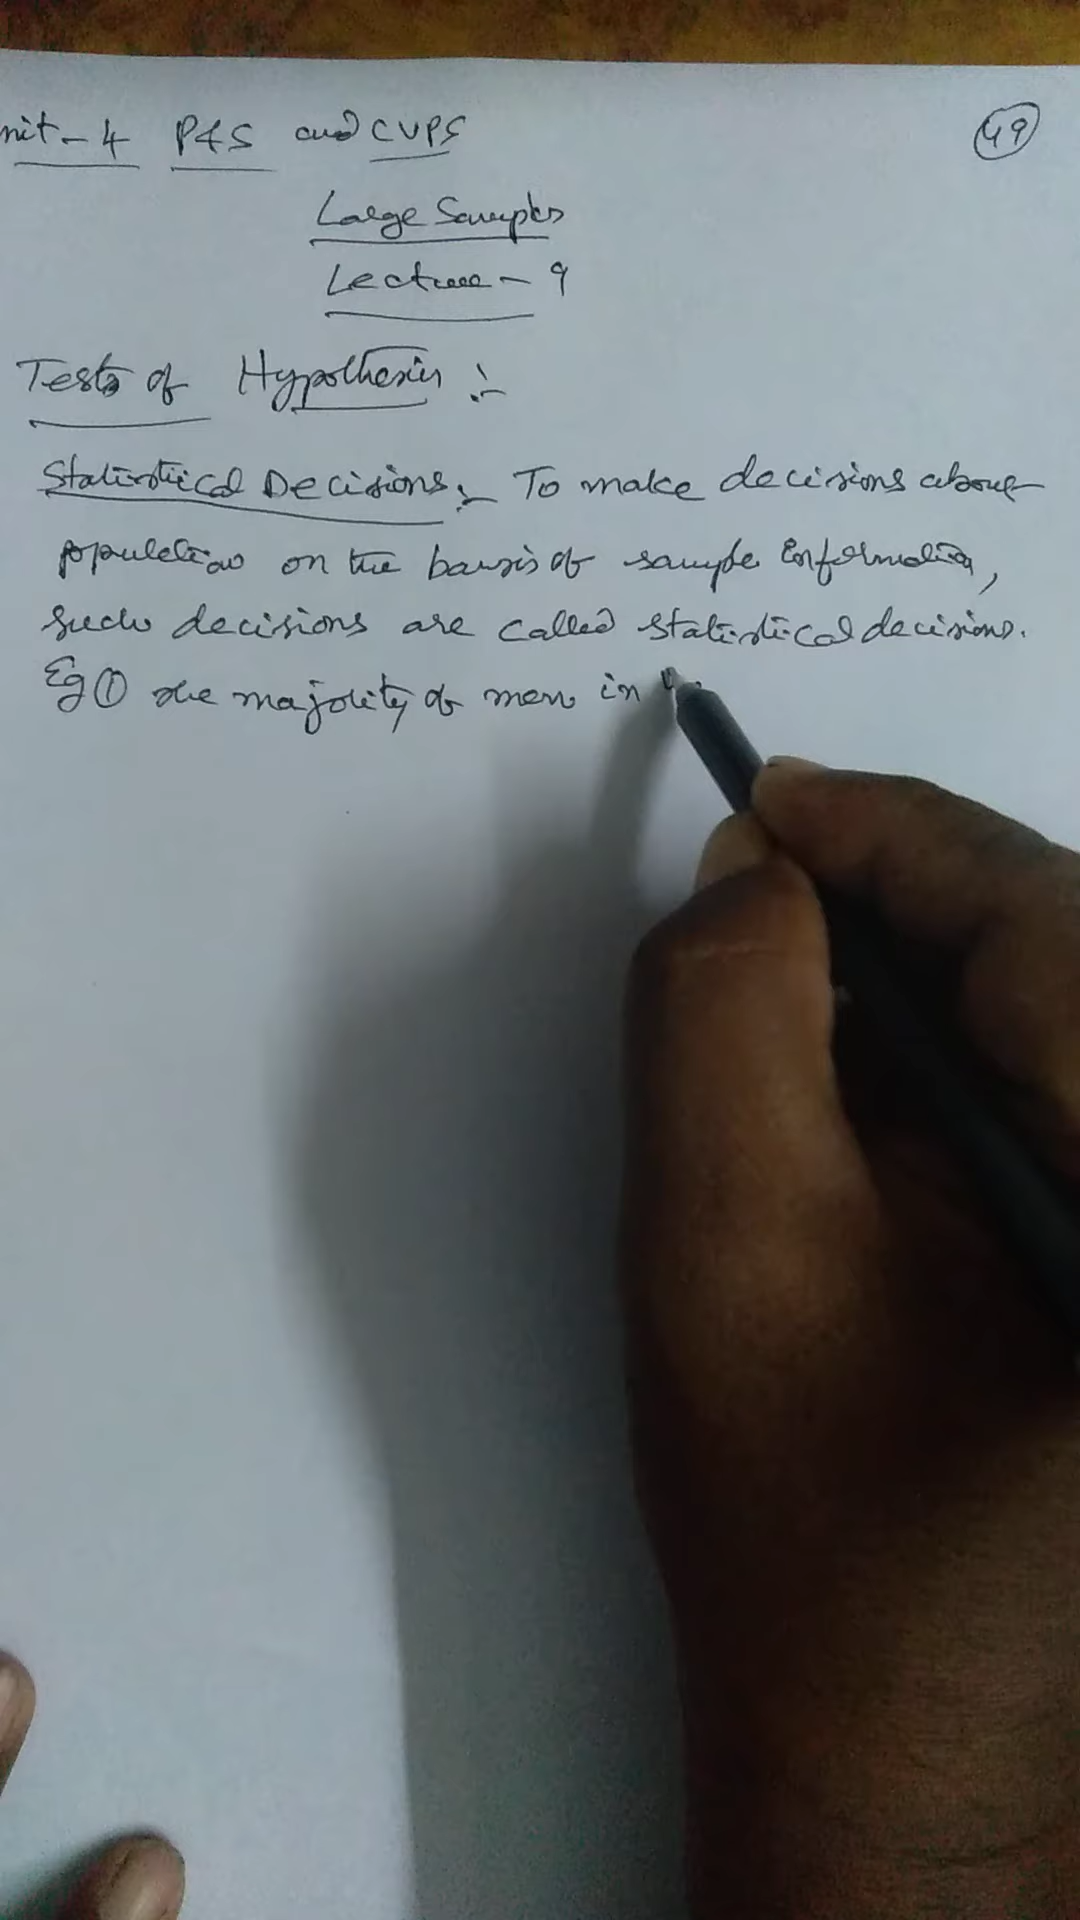 nit-4 P&S and CVPS
49
Large Samples
Lecture-9
Tests of Hypothesis :-
Statistical Decisions:- To make decisions about
population on the basis of sample information,
such decisions are called statistical decisions.
Eg ① the majority of men in